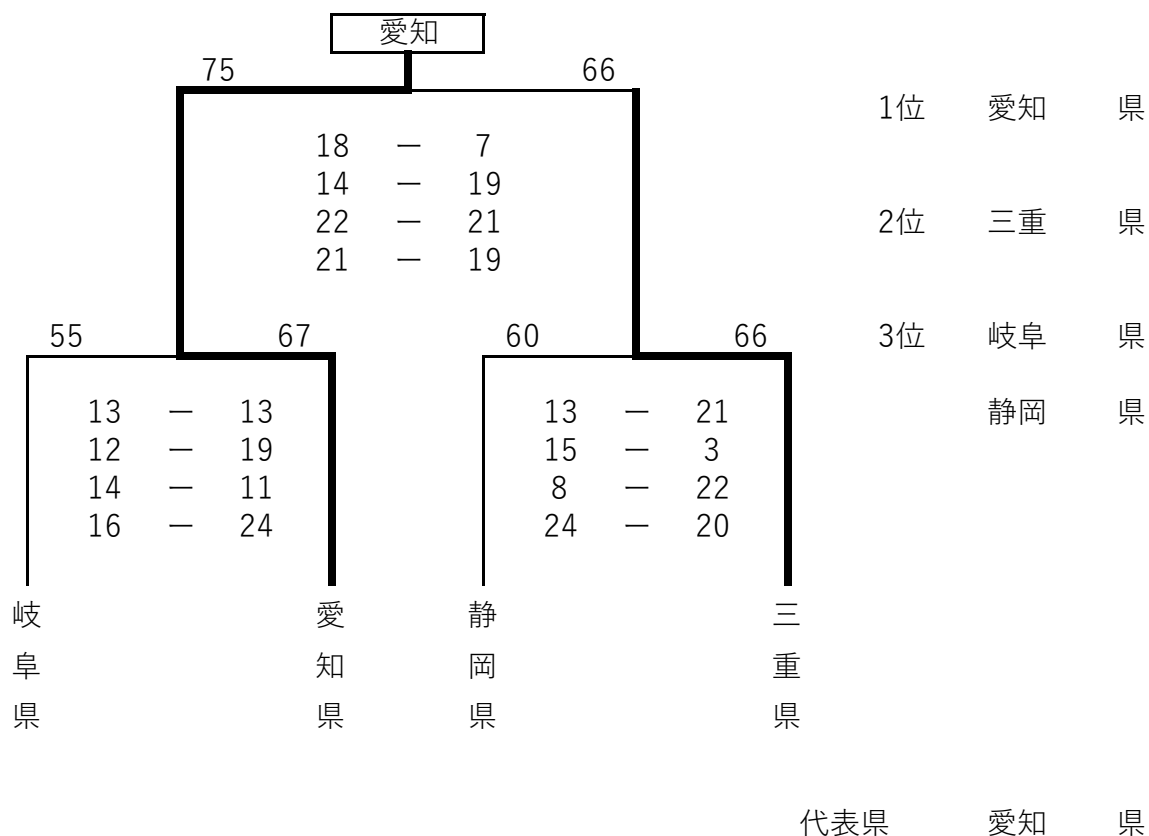 愛知
75 66
1位 愛知 県
18 ー 7
14 ー 19
2位 三重 県
22 ー 21
21 ー 19
55 67 60 66
3位 岐阜 県
13 ー 13 13 ー 21
静岡 県
12 ー 19 15 ー 3
14 ー 11 8 ー 22
16 ー 24 24 ー 20
岐阜県
愛知県
静岡県
三重県
代表県 愛知 県